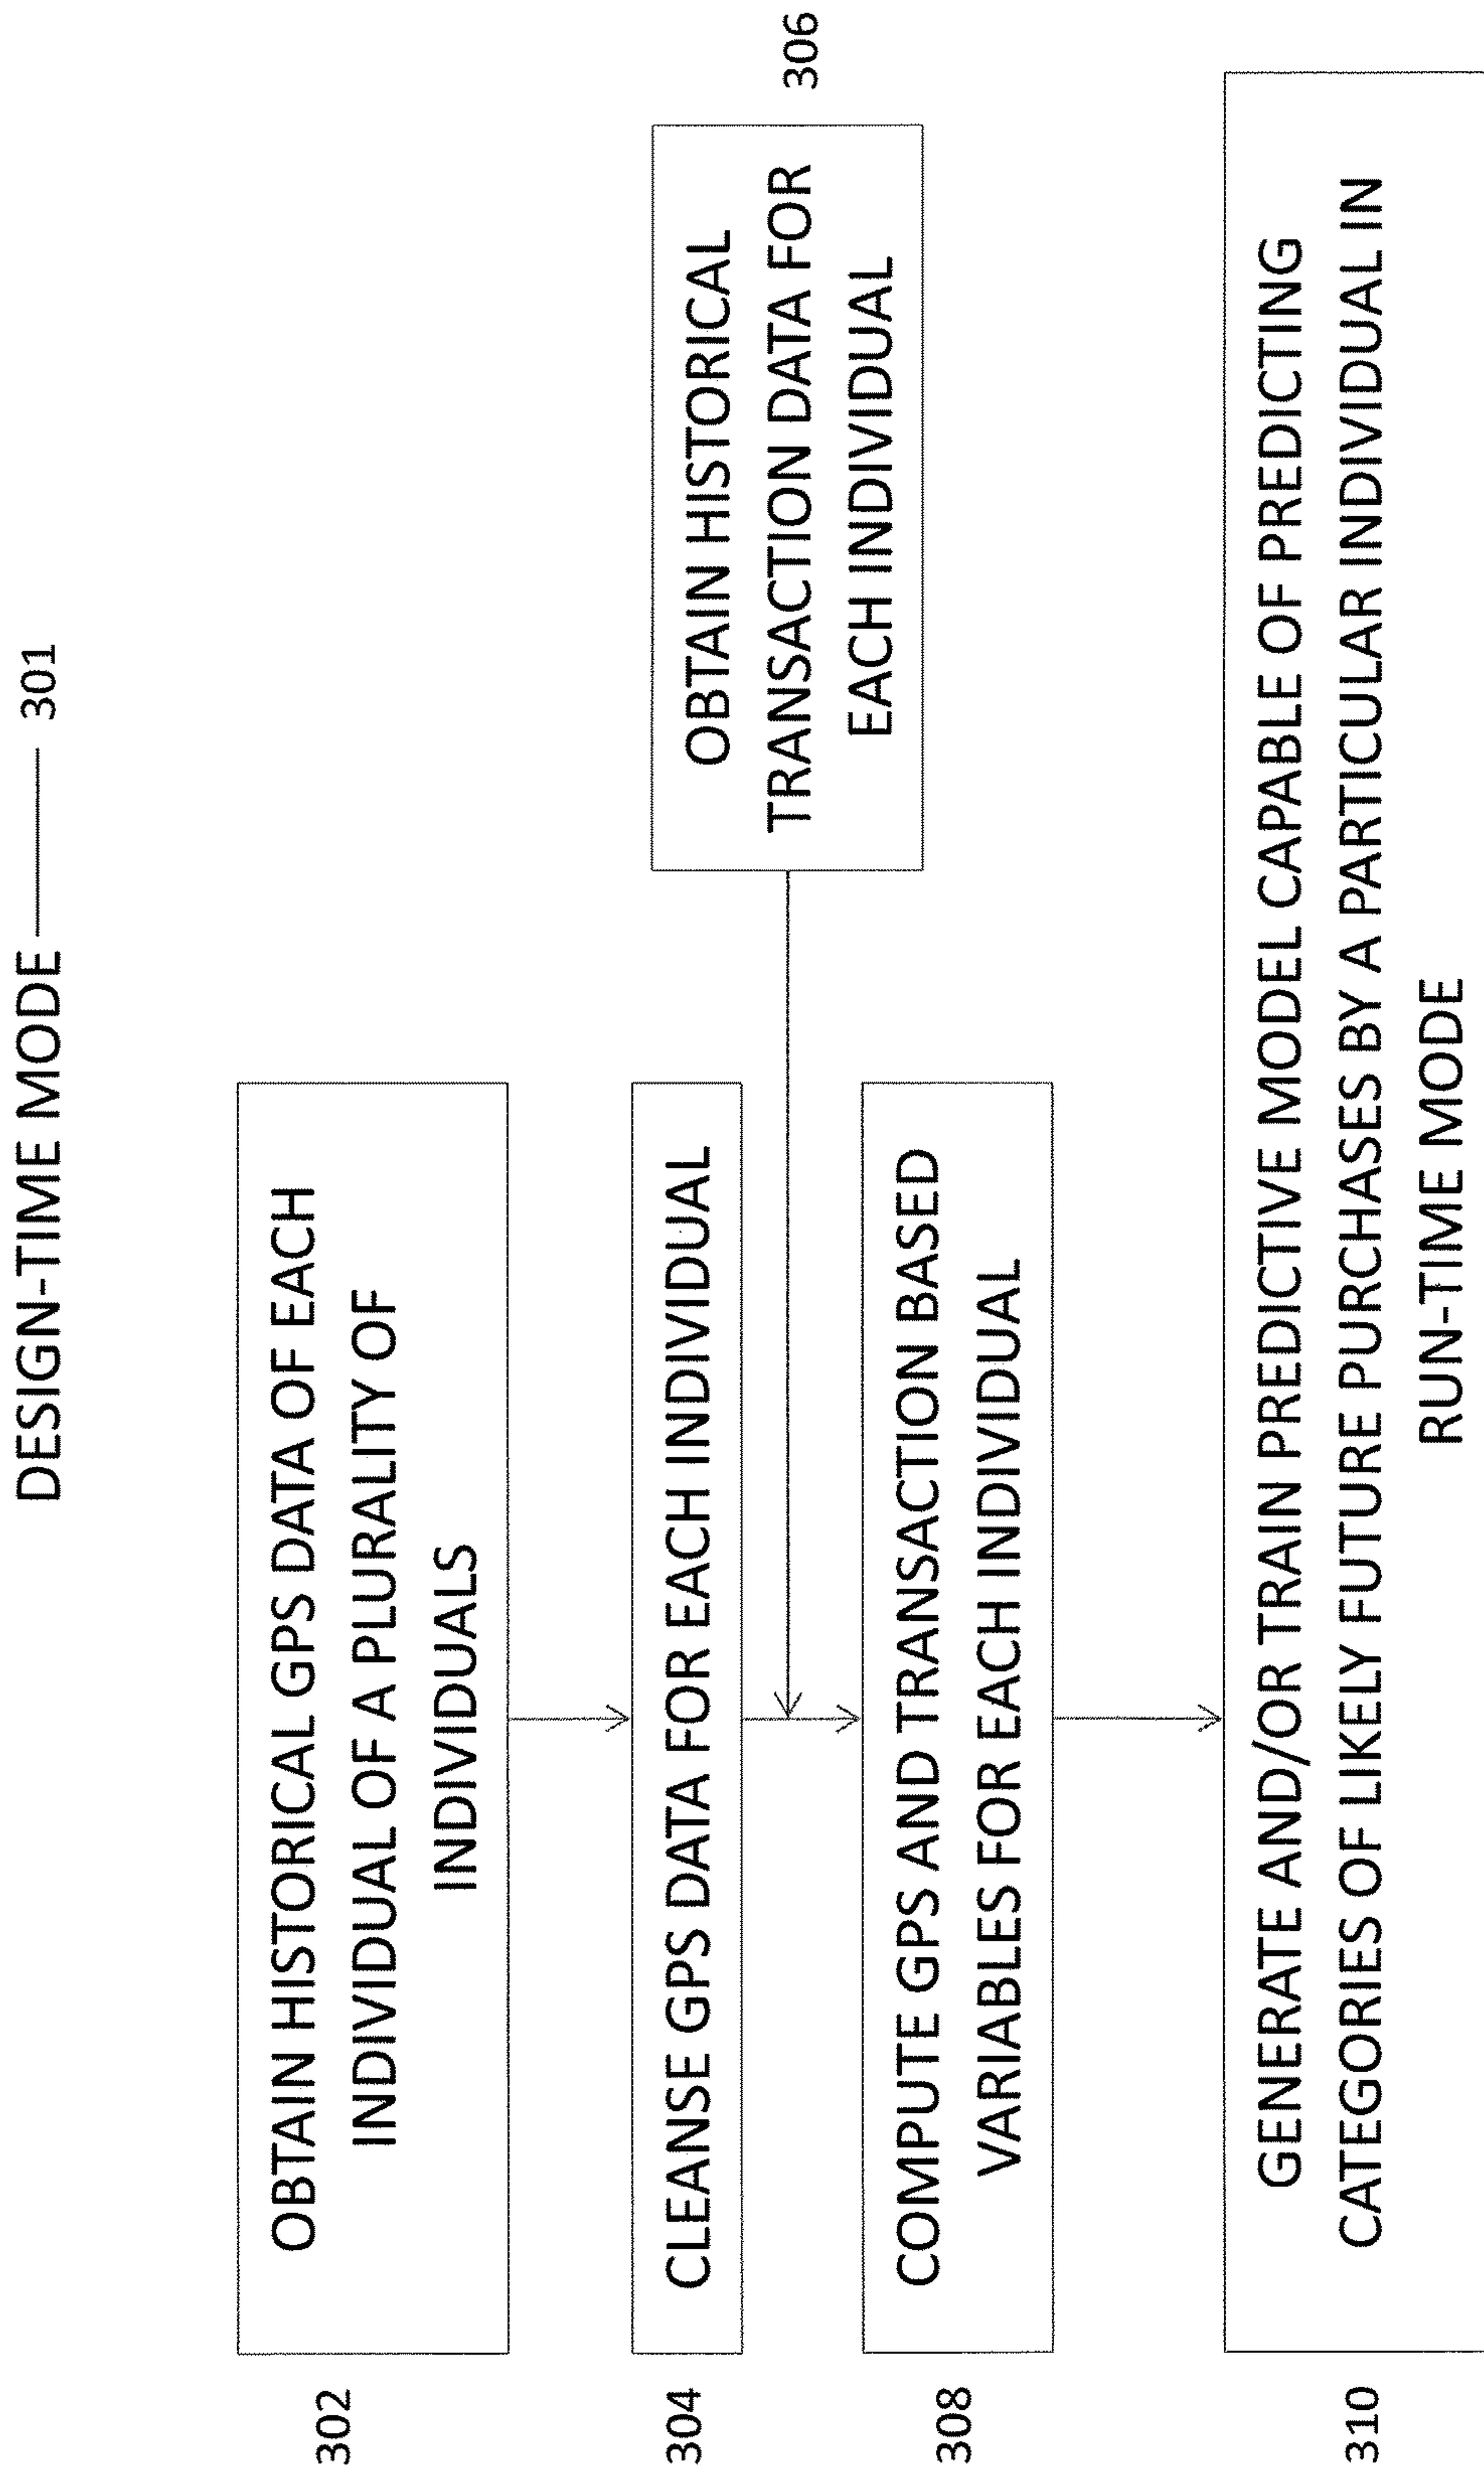 DESIGN-TIME MODE 301
302
OBTAIN HISTORICAL GPS DATA OF EACH
INDIVIDUAL OF A PLURALITY OF
INDIVIDUALS
304
CLEANSE GPS DATA FOR EACH INDIVIDUAL
OBTAIN HISTORICAL
TRANSACTION DATA FOR
EACH INDIVIDUAL
306
308
COMPUTE GPS AND TRANSACTION BASED
VARIABLES FOR EACH INDIVIDUAL
310
GENERATE AND/OR TRAIN PREDICTIVE MODEL CAPABLE OF PREDICTING
CATEGORIES OF LIKELY FUTURE PURCHASES BY A PARTICULAR INDIVIDUAL IN
RUN-TIME MODE